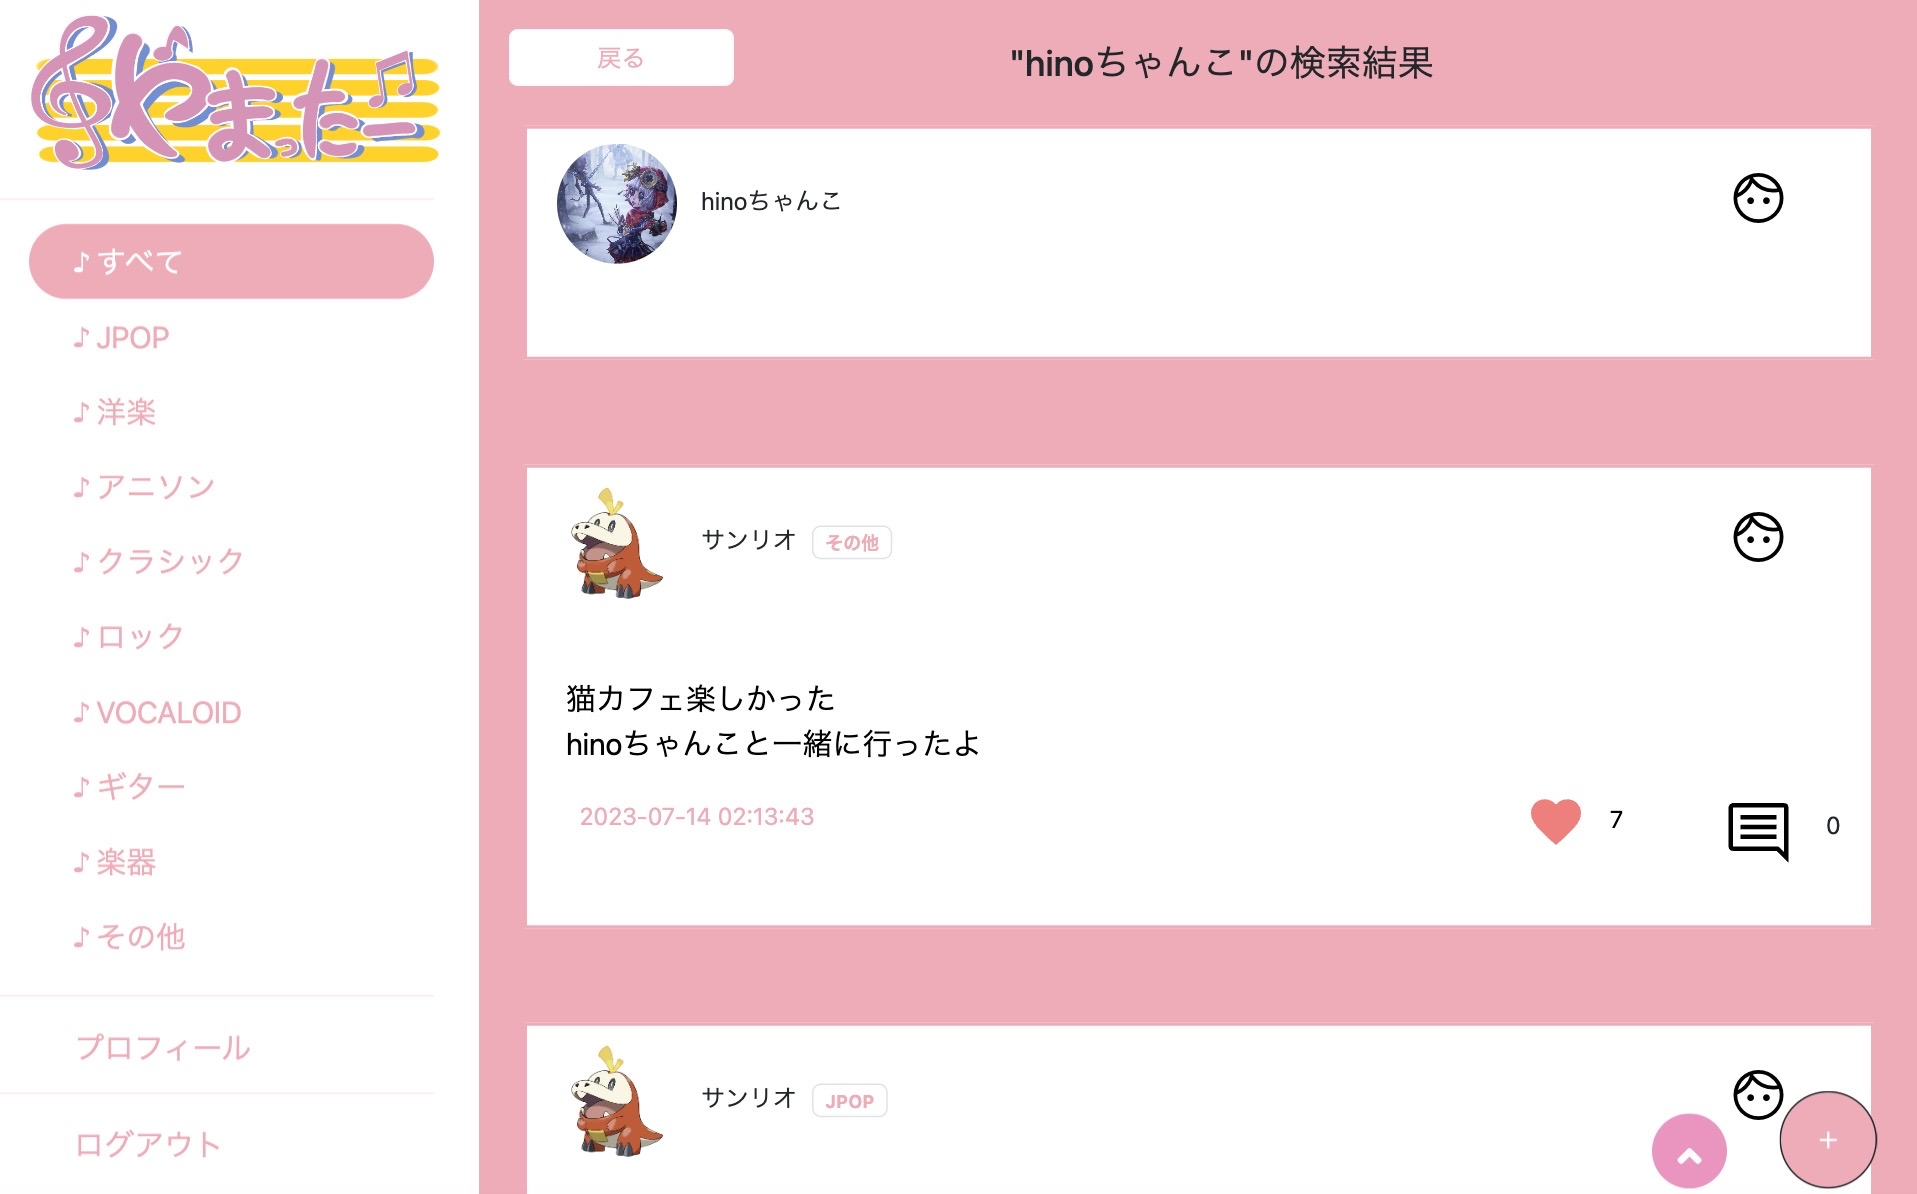 やまったー
♪すべて
♪JPOP
♪洋楽
♪アニソン
♪クラシック
♪ロック
♪VOCALOID
♪ギター
♪楽器
♪その他
プロフィール
ログアウト
戻る
"hinoちゃんこ"の検索結果
hinoちゃんこ
サンリオ その他
猫カフェ楽しかった
hinoちゃんこと一緒に行ったよ
2023-07-14 02:13:43
7
0
サンリオ JPOP
+